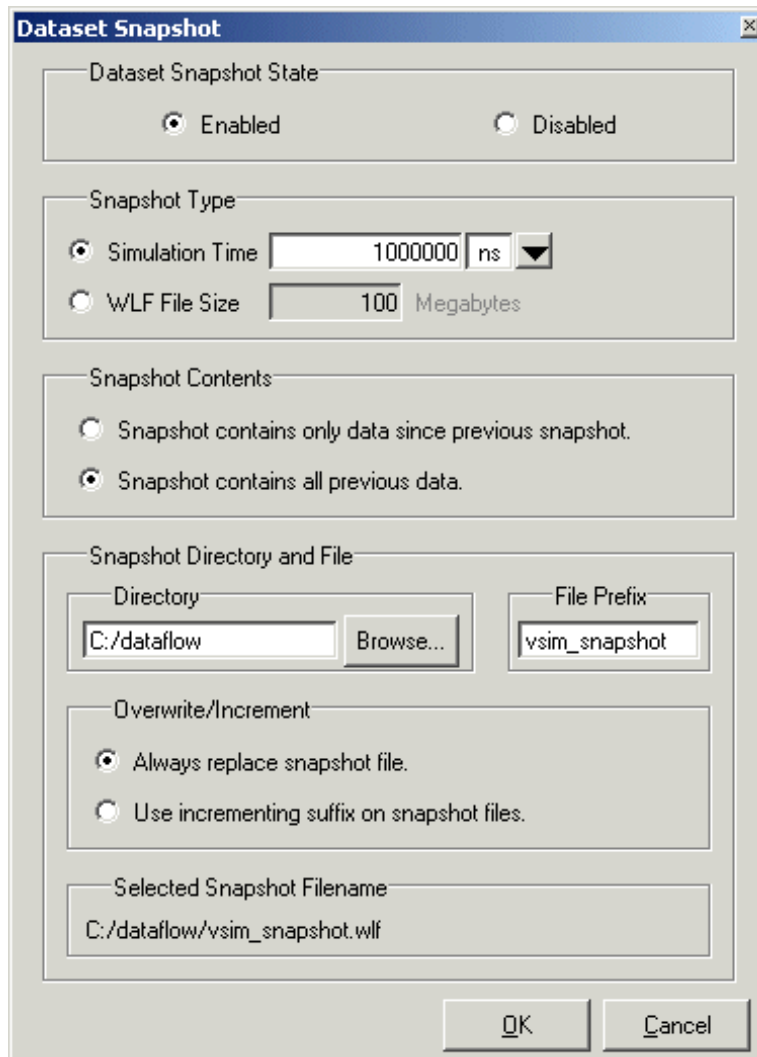 Dataset Snapshot
Dataset Snapshot State
Enabled Disabled
Snapshot Type
Simulation Time 1000000 ns
WLF File Size 100 Megabytes
Snapshot Contents
Snapshot contains only data since previous snapshot.
Snapshot contains all previous data.
Snapshot Directory and File
Directory File Prefix
C:/dataflow Browse... vsim_snapshot
Overwrite/Increment
Always replace snapshot file.
Use incrementing suffix on snapshot files.
Selected Snapshot Filename
C:/dataflow/vsim_snapshot.wlf
OK Cancel